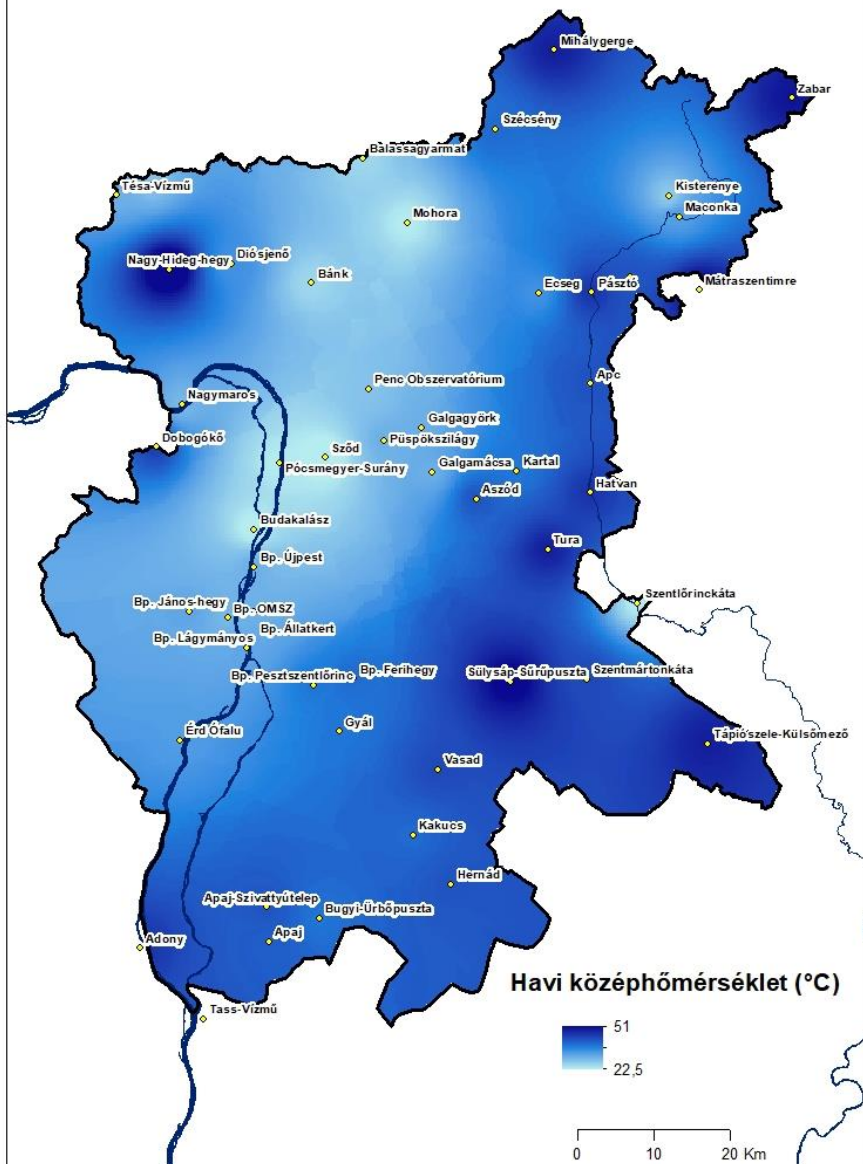 Mihálygerge
Zabar
Szécsény
Balassagyarmat
Tésa-Vízmű
Kisterenye
Maconka
Mohora
Nagy-Hideg-hegy
Diósjenő
Bánk
Ecseg
Pásztó
Mátraszentimre
Penc Obszervatórium
Apc
Nagymaros
Galgagyörk
Dobogókő
Püspökszilágy
Sződ
Pócsmegyer-Surány
Galgamácsa
Kartal
Aszód
Hatvan
Budakalász
Tura
Bp. Újpest
Szentlőrinckáta
Bp. János-hegy
Bp. OMSZ
Bp. Állatkert
Bp. Lágymányos
Bp. Pesztszentlőrinc
Bp. Ferihegy
Sülysáp-Sűrűpuszta
Szentmártonkáta
Gyál
Érd Ófalu
Tápiószele-Külsőmező
Vasad
Kakucs
Hernád
Apaj-Szivattyútelep
Bugyi-Ürbőpuszta
Apaj
Adony
Tass-Vízmű
Havi középhőmérséklet (°C)
51
22,5
0 10 20 Km